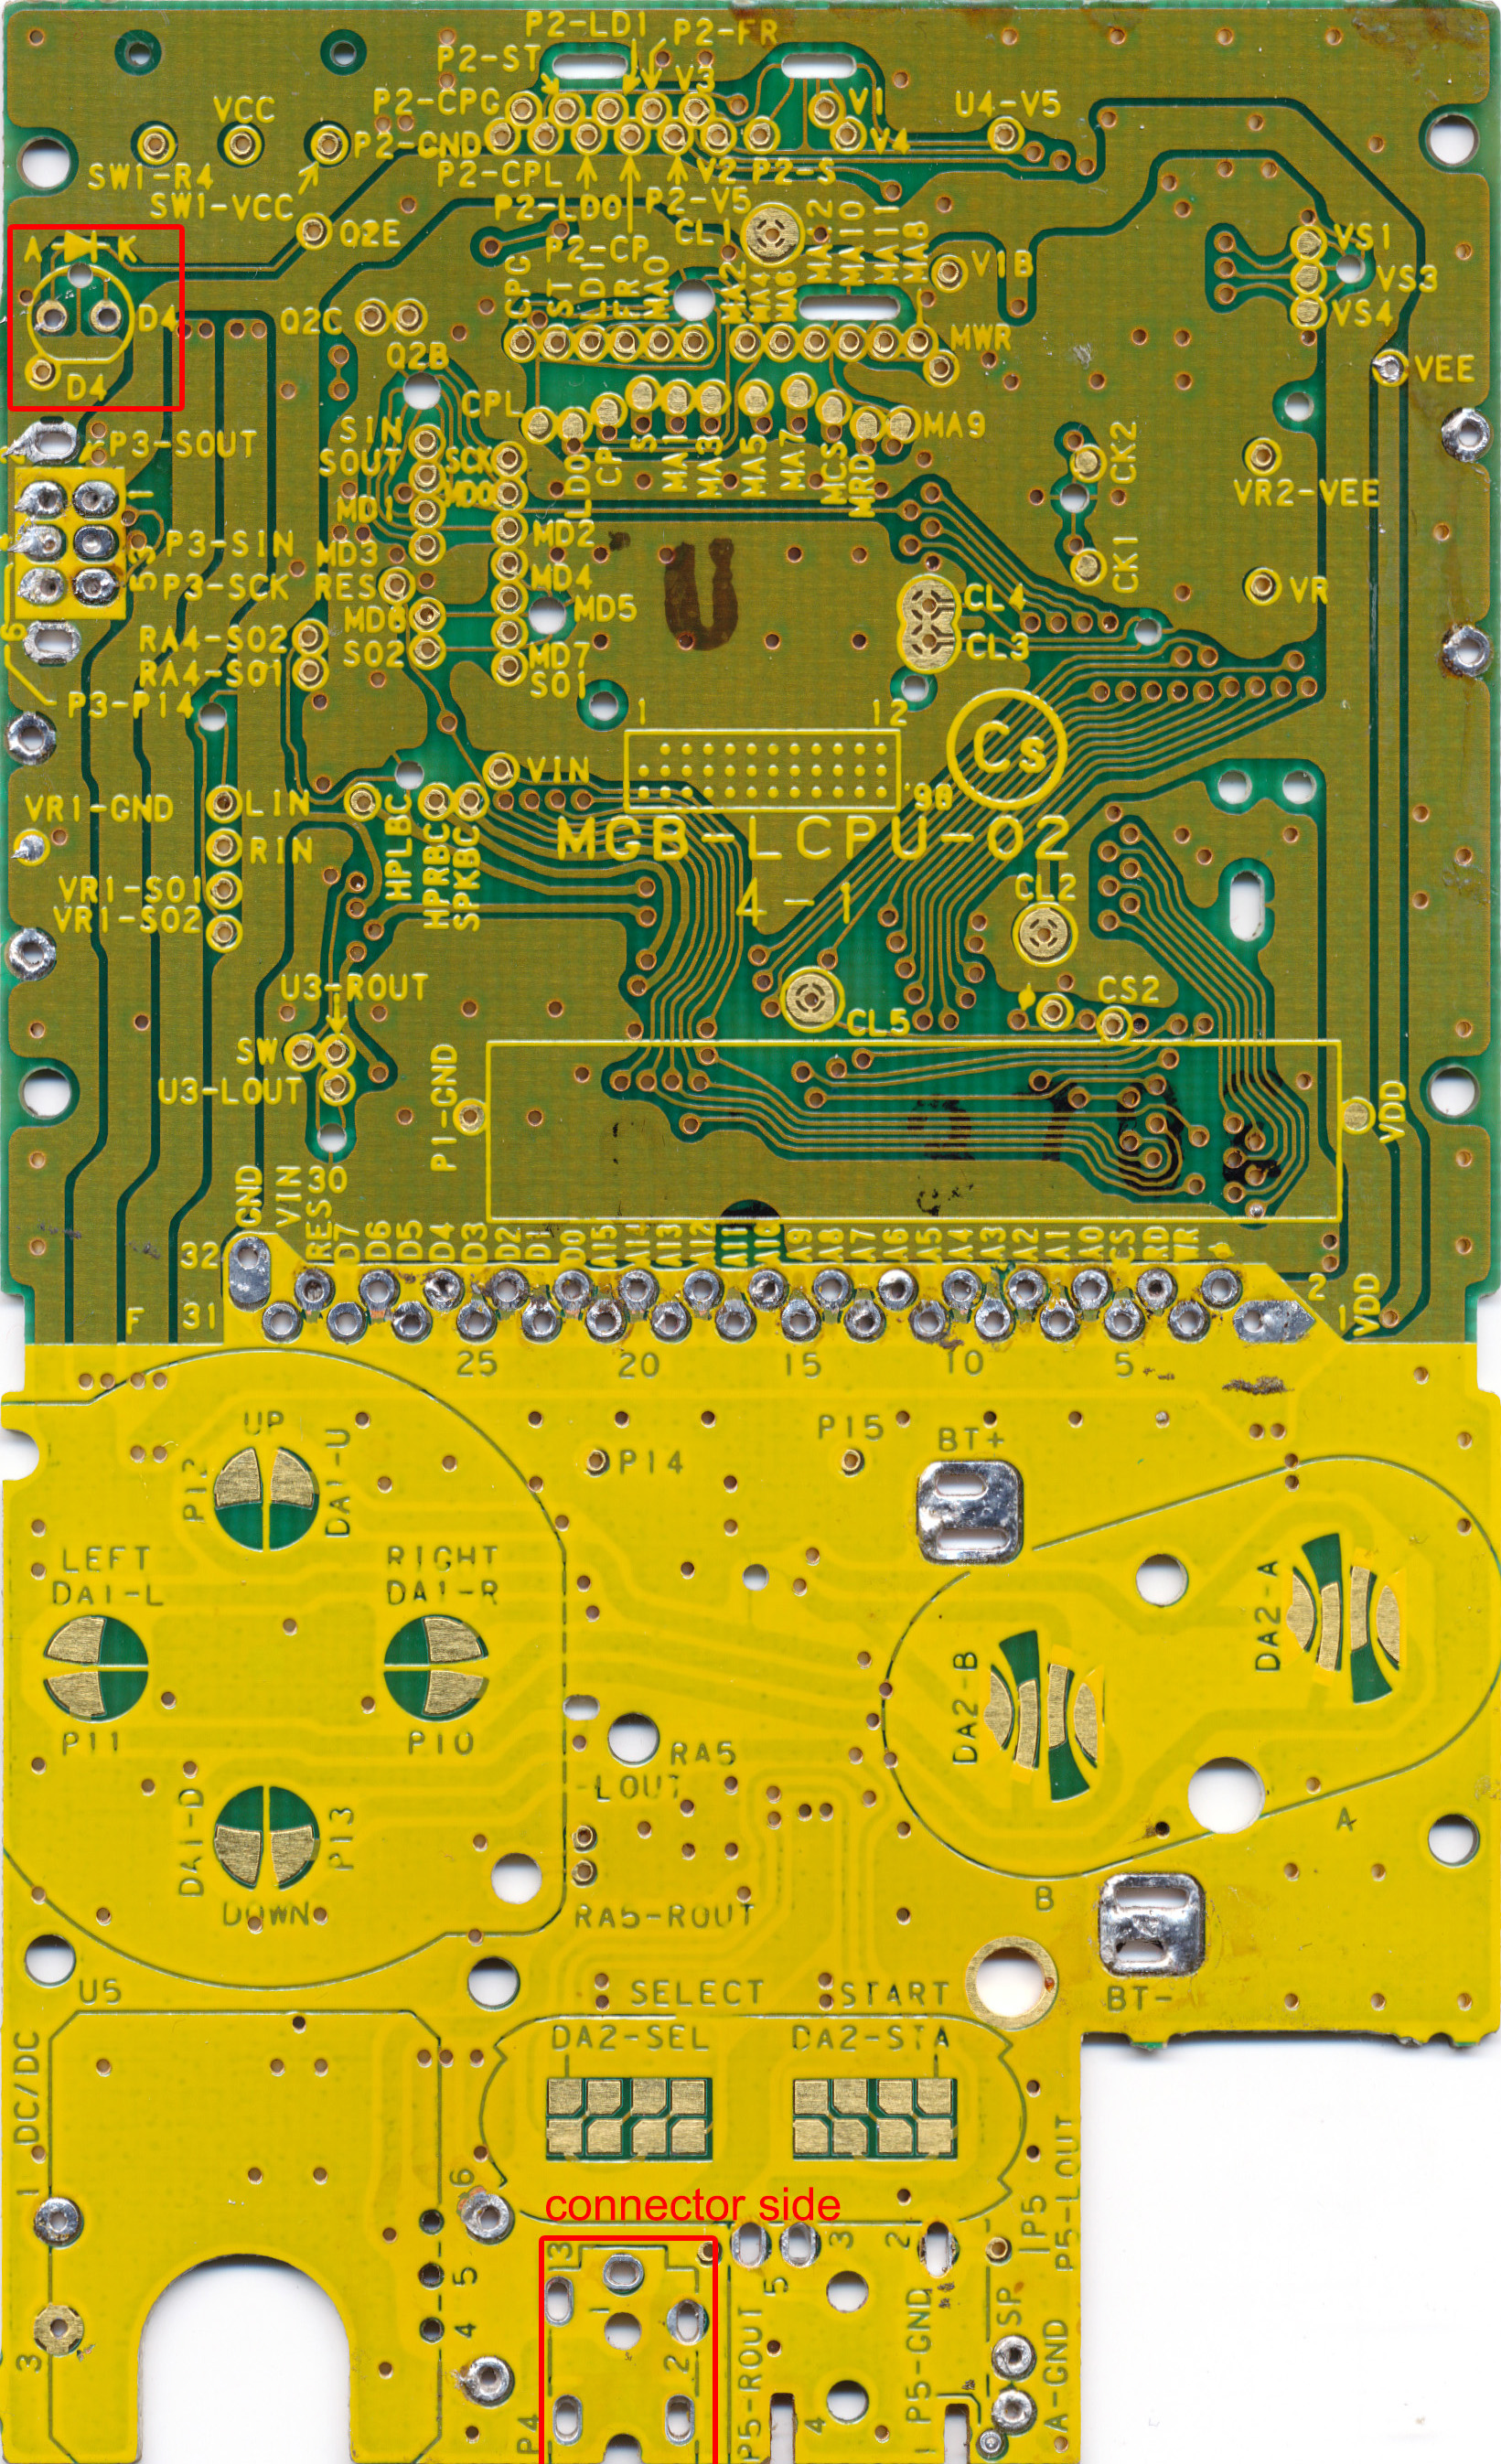 P2-LD1 P2-FR
P2-ST
V3
P2-CPG
V1
U4-V5
VCC
P2-GND
V4
SW1-R4
P2-CPL
V2 P2-S
SW1-VCC
P2-LD0
P2-V5
P2-CP
CL1
Q2E
A K
D4
D4
VS1
VS3
VS4
V1B
CPG
ST
LD1
FR
MA0
MA2
MA4
MA6
MA12
MA10
MA11
MA8
Q2C
Q2B
MWR
VEE
CPL
LD0
CP
S
MA1
MA3
MA5
MA7
MCS
MRD
MA9
P3-SOUT
SIN
SOUT
SCK
MD0
MD1
MD2
MD3
CK2
CK1
VR2-VEE
VR
1
P3-SIN
5 3
P3-SCK
RES
MD4
MD6
MD5
U
CL4
CL3
6
RA4-SO2
RA4-SO1
SO2
MD7
SO1
P3-P14
1 12
Cs
VIN
'98
VR1-GND
LIN
RIN
HPLBC
HPRBC
SPKBC
MGB-LCPU-02
4-1
VR1-SO1
VR1-SO2
CL2
U3-ROUT
CL5
ϕ
CS2
SW
U3-LOUT
P1-GND
VDD
GND
VIN
RES
30
D7
D6
D5
D4
D3
D2
D1
D0
A15
A14
A13
A12
A11
A10
A9
A8
A7
A6
A5
A4
A3
A2
A1
A0
CS
RD
WR
ϕ
32
2
F 31
1
VDD
25 20 15 10 5
UP
P12
DA1-U
P14
P15
BT+
LEFT
DA1-L
RIGHT
DA1-R
DA2-A
DA2-B
P11
P10
RA5
-LOUT
DA1-D
P13
DOWN
A
B
RA5-ROUT
U5
SELECT START
BT-
DA2-SEL DA2-STA
DC/DC
1
6
5
4
3
connector side
3
1
2
P4
5
3
2
1
P5
P5-LOUT
P5-ROUT
4
P5-GND
1
SP
A-GND